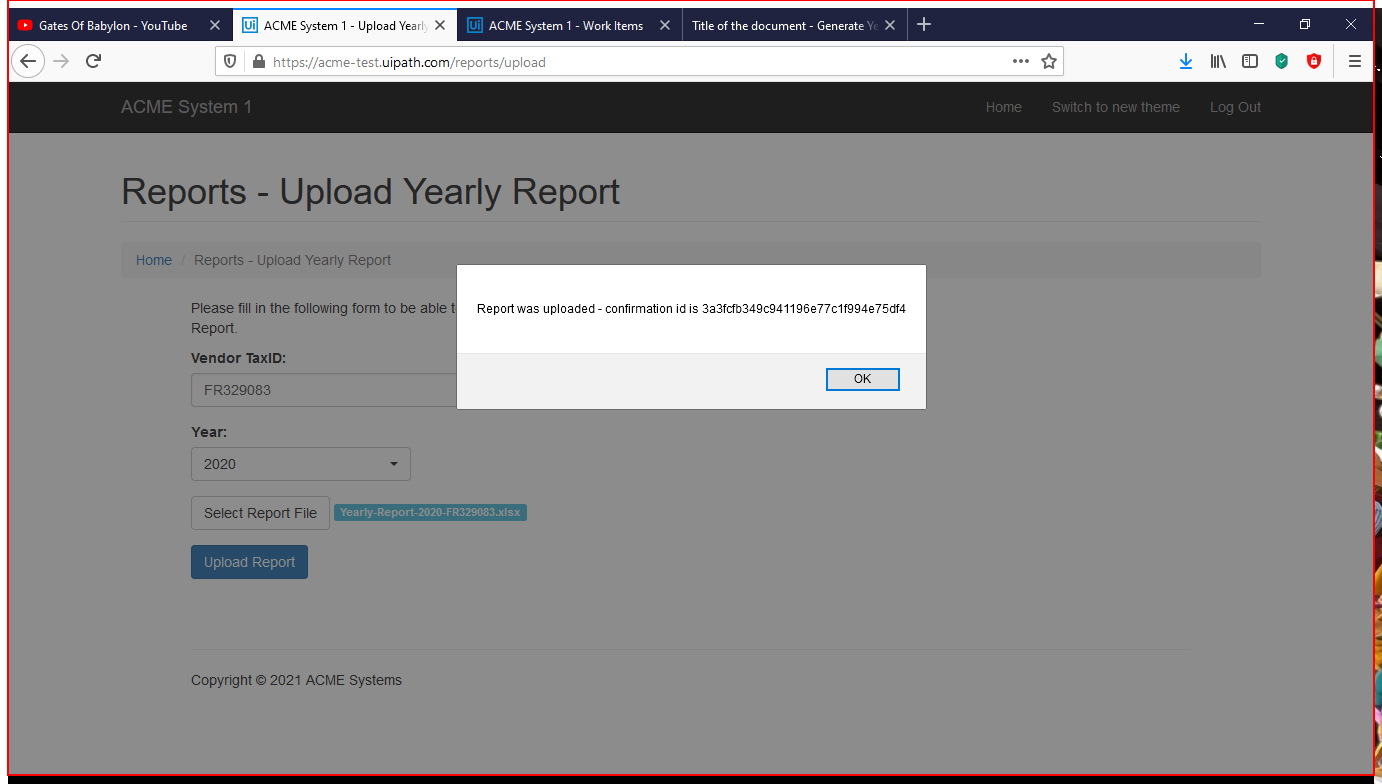 Gates Of Babylon - YouTube
ACME System 1 - Upload Yearly
ACME System 1 - Work Items
Title of the document - Generate Ye
https://acme-test.uipath.com/reports/upload
ACME System 1
Home
Switch to new theme
Log Out
Reports - Upload Yearly Report
Home / Reports - Upload Yearly Report
Please fill in the following form to be able t
Report.
Report was uploaded - confirmation id is 3a3fcfb349c941196e77c1f994e75df4
OK
Vendor TaxID:
FR329083
Year:
2020
Select Report File
Yearly-Report-2020-FR329083.xlsx
Upload Report
Copyright © 2021 ACME Systems